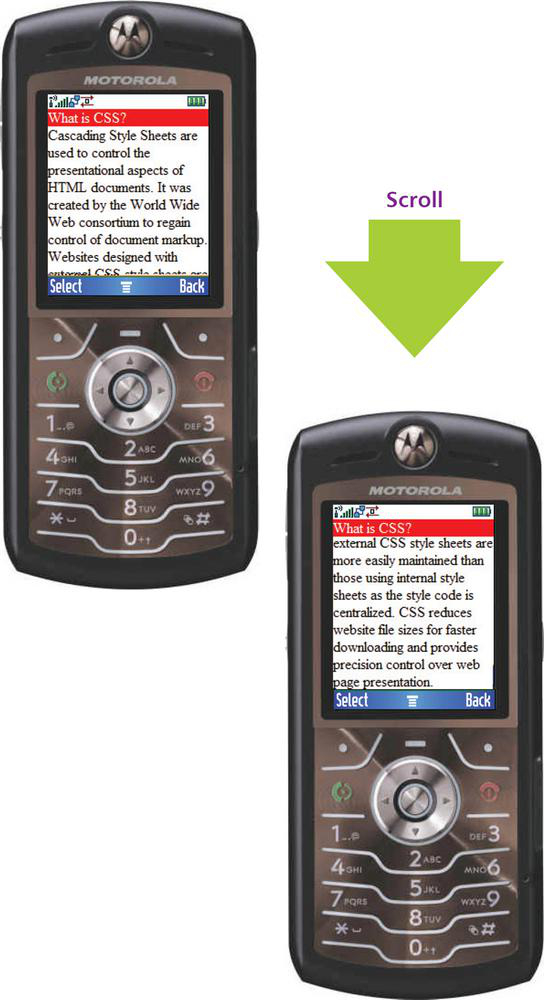 MOTOROLA
What is CSS?
Cascading Style Sheets are
used to control the
presentational aspects of
HTML documents. It was
created by the World Wide
Web consortium to regain
control of document markup.
Websites designed with
external CSS style sheets are
Select Back
1 DEF 3
2 ABC
4 GHI MNO 6
5 JKL
7 PQRS WXYZ 9
8 TUV
* #
0
Scroll
MOTOROLA
What is CSS?
external CSS style sheets are
more easily maintained than
those using internal style
sheets as the style code is
centralized. CSS reduces
website file sizes for faster
downloading and provides
precision control over web
page presentation.
Select Back
1 DEF 3
2 ABC
4 GHI MNO 6
5 JKL
7 PQRS WXYZ 9
8 TUV
* #
0